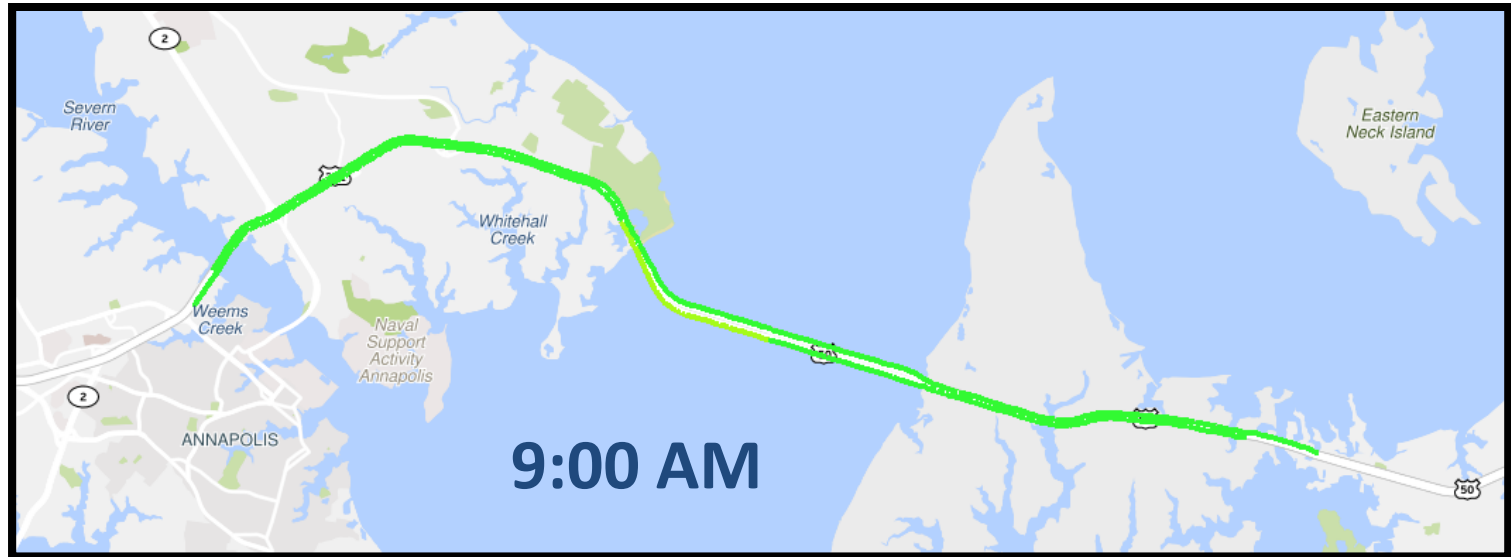 2
Severn
River
Eastern
Neck Island
Whitehall
Creek
Weems
Creek
Naval
Support
Activity
Annapolis
2
ANNAPOLIS
9:00 AM
50